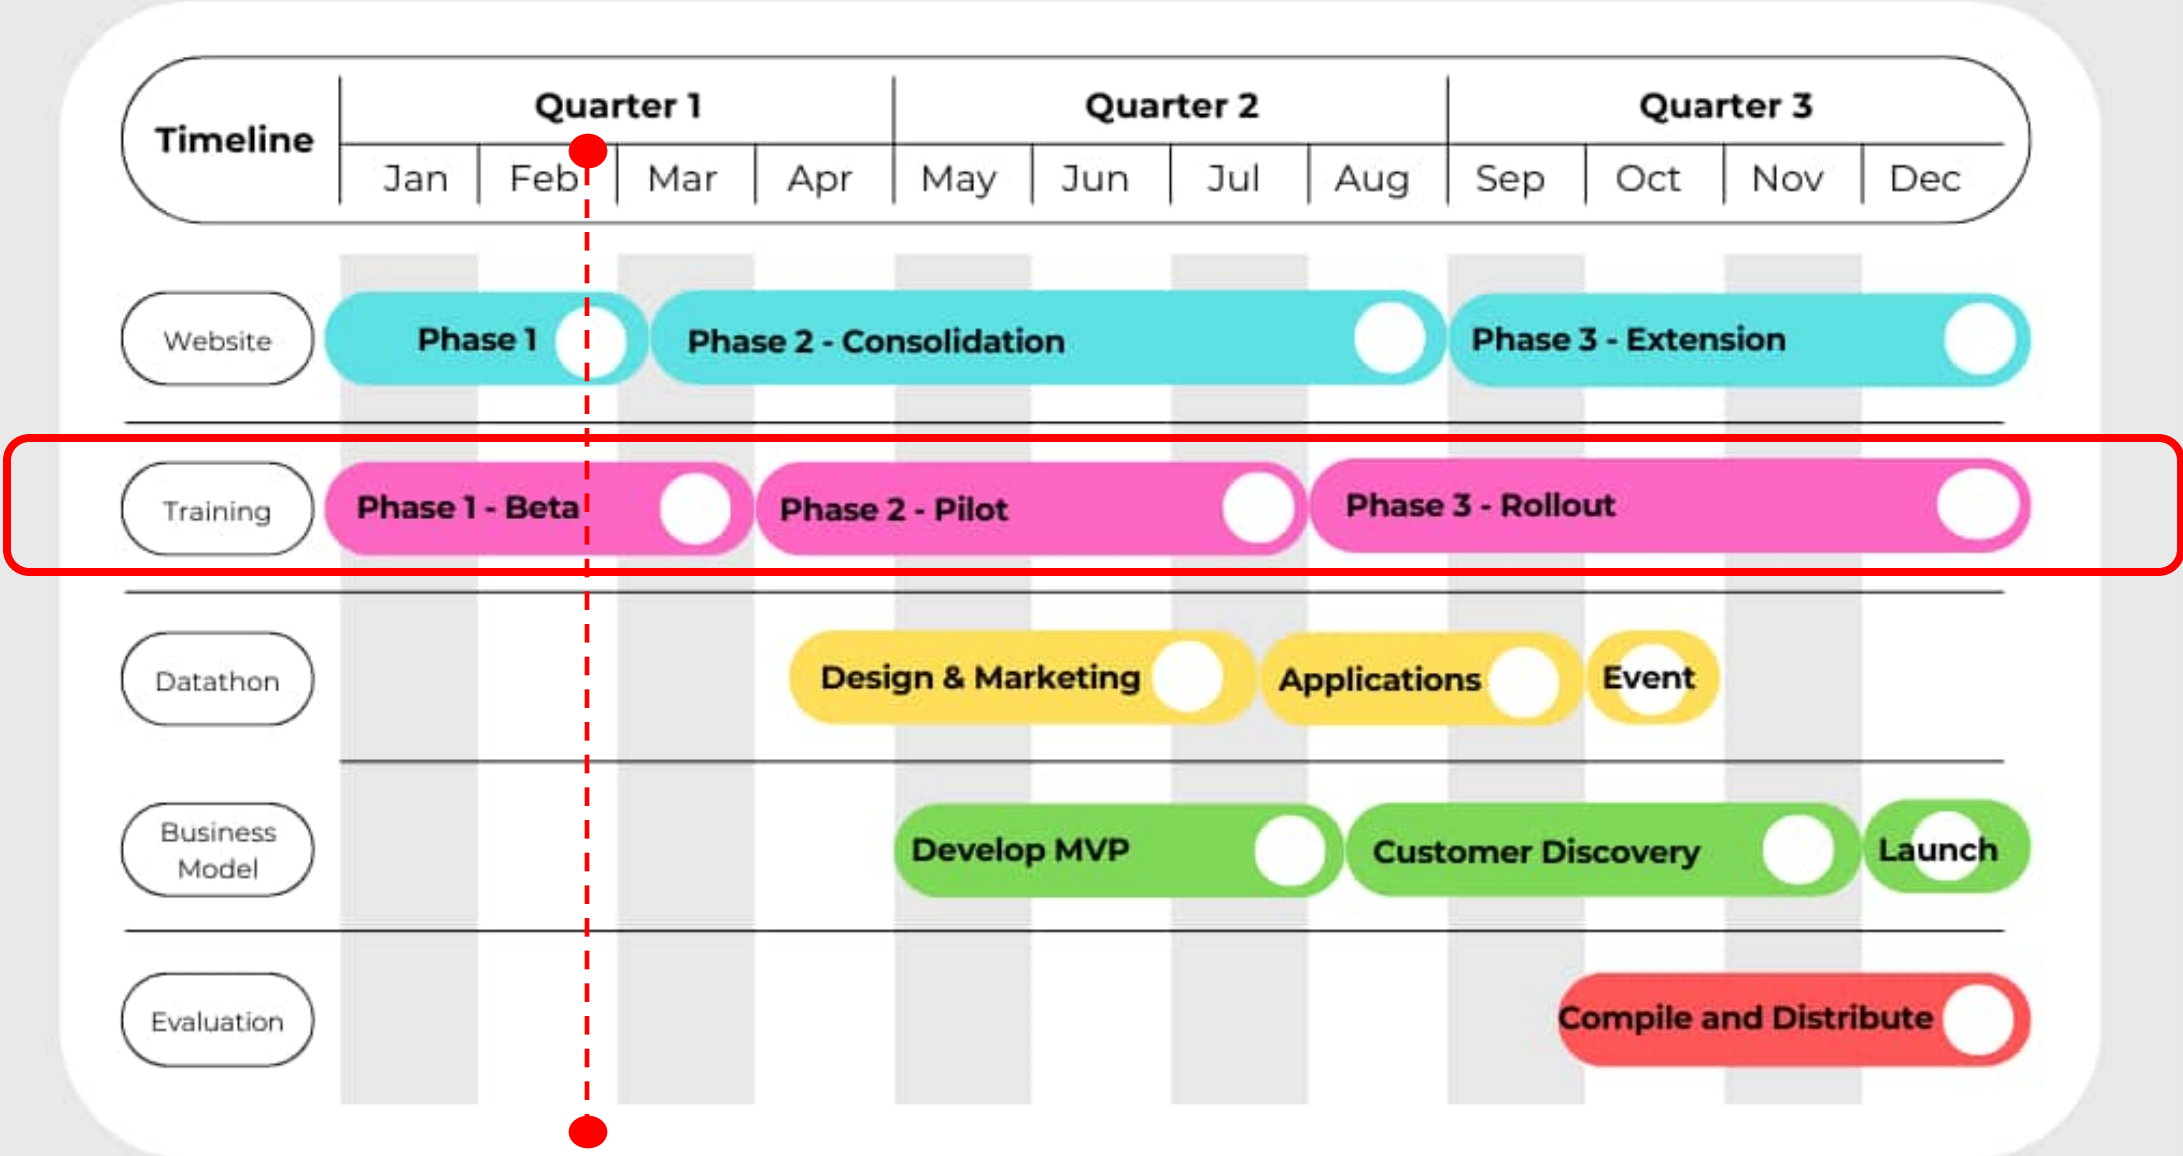 Timeline
Quarter 1
Quarter 2
Quarter 3
Jan
Feb
Mar
Apr
May
Jun
Jul
Aug
Sep
Oct
Nov
Dec
Website
Phase 1
Phase 2 - Consolidation
Phase 3 - Extension
Training
Phase 1 - Beta
Phase 2 - Pilot
Phase 3 - Rollout
Datathon
Design & Marketing
Applications
Event
Business
Model
Develop MVP
Customer Discovery
Launch
Evaluation
Compile and Distribute